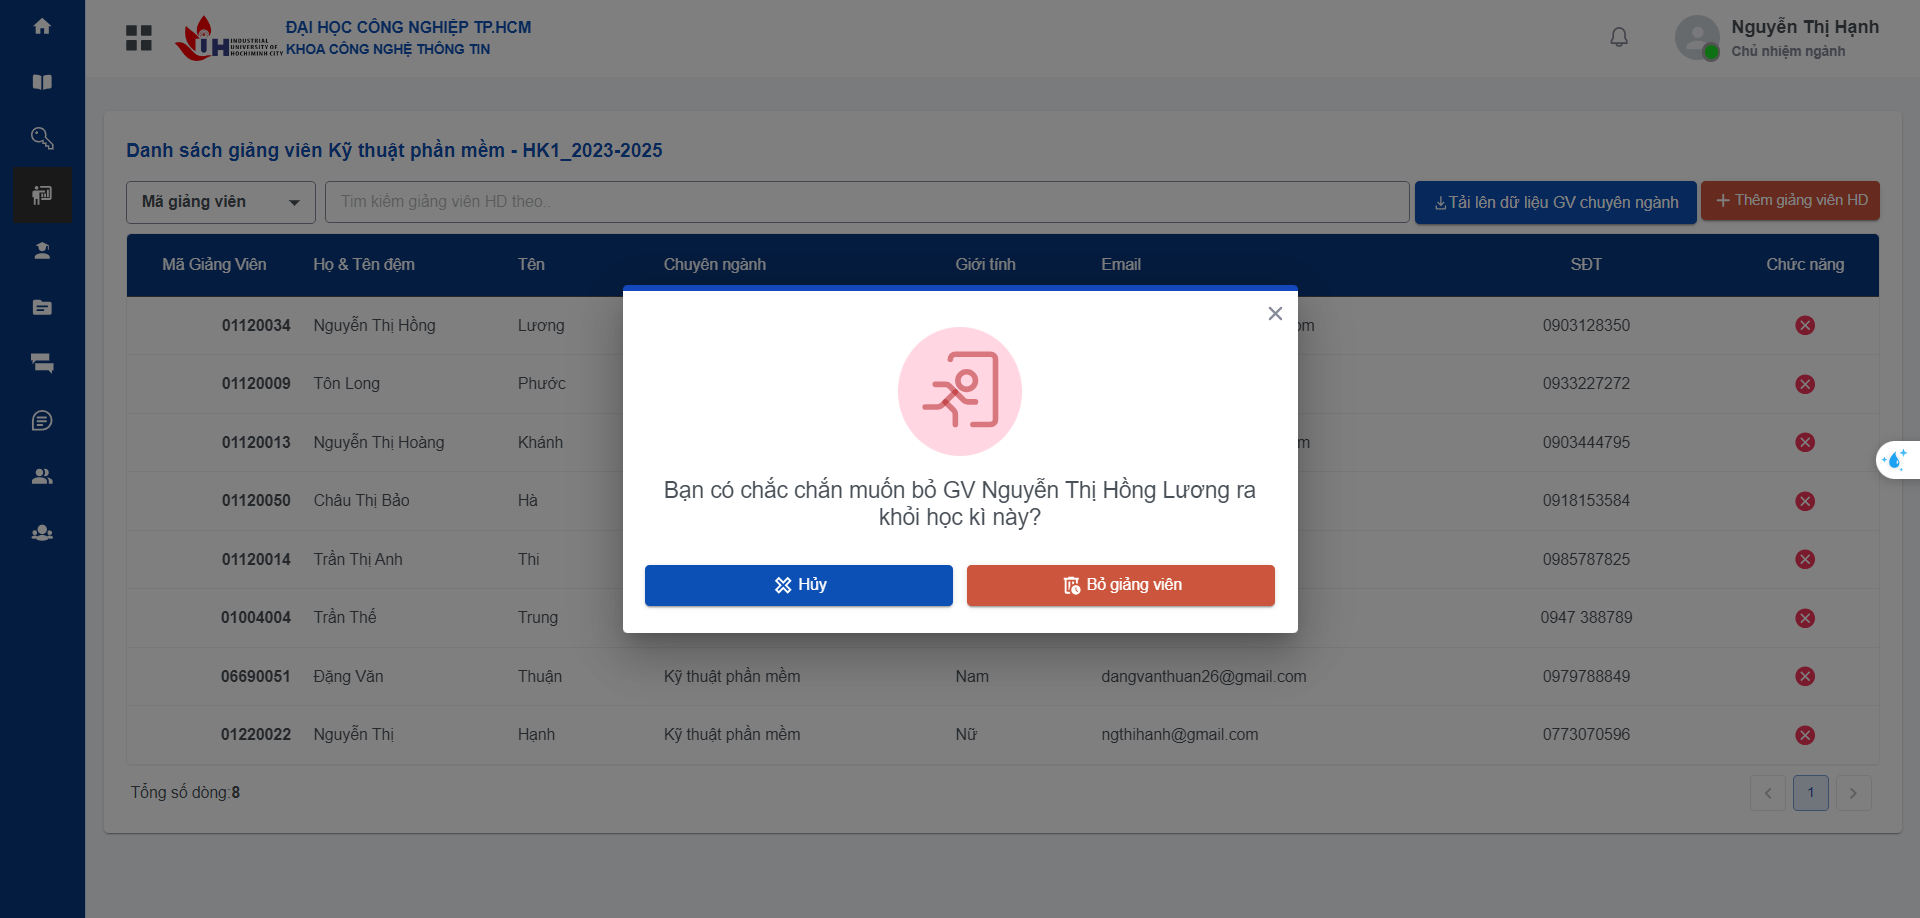 ĐẠI HỌC CÔNG NGHIỆP TP.HCM
KHOA CÔNG NGHỆ THÔNG TIN
IUH
INDUSTRIAL
UNIVERSITY OF
HOCHIMINH CITY
Nguyễn Thị Hạnh
Chủ nhiệm ngành
Danh sách giảng viên Kỹ thuật phần mềm - HK1_2023-2025
Mã giảng viên
Tìm kiếm giảng viên HD theo..
Tải lên dữ liệu GV chuyên ngành
Thêm giảng viên HD
Mã Giảng Viên Họ & Tên đệm Tên Chuyên ngành Giới tính Email SĐT Chức năng
01120034 Nguyễn Thị Hồng Lương om 0903128350
01120009 Tôn Long Phước 0933227272
01120013 Nguyễn Thị Hoàng Khánh m 0903444795
01120050 Châu Thị Bảo Hà 0918153584
01120014 Trần Thị Anh Thi 0985787825
01004004 Trần Thế Trung 0947 388789
06690051 Đặng Văn Thuận Kỹ thuật phần mềm Nam dangvanthuan26@gmail.com 0979788849
01220022 Nguyễn Thị Hạnh Kỹ thuật phần mềm Nữ ngthihanh@gmail.com 0773070596
Tổng số dòng:8
1
Bạn có chắc chắn muốn bỏ GV Nguyễn Thị Hồng Lương ra
khỏi học kì này?
Hủy
Bỏ giảng viên